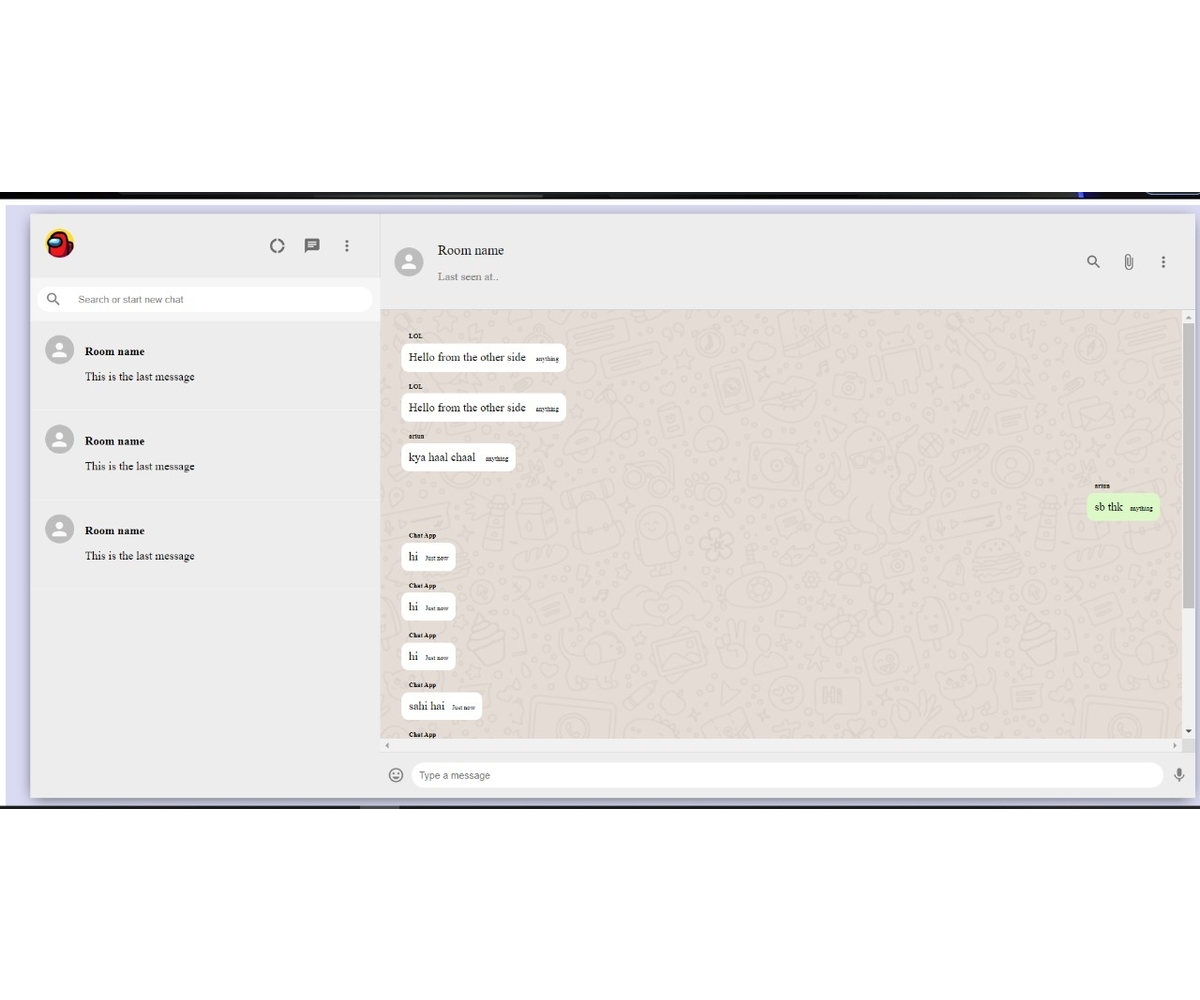 Search or start new chat
Room name
This is the last message
Room name
This is the last message
Room name
This is the last message
Room name
Last seen at..
LOL
Hello from the other side anything
LOL
Hello from the other side anything
arjun
kya haal chaal anything
arjun
sb thk anything
Chat App
hi Just now
Chat App
hi Just now
Chat App
hi Just now
Chat App
sahi hai Just now
Chat App
Type a message